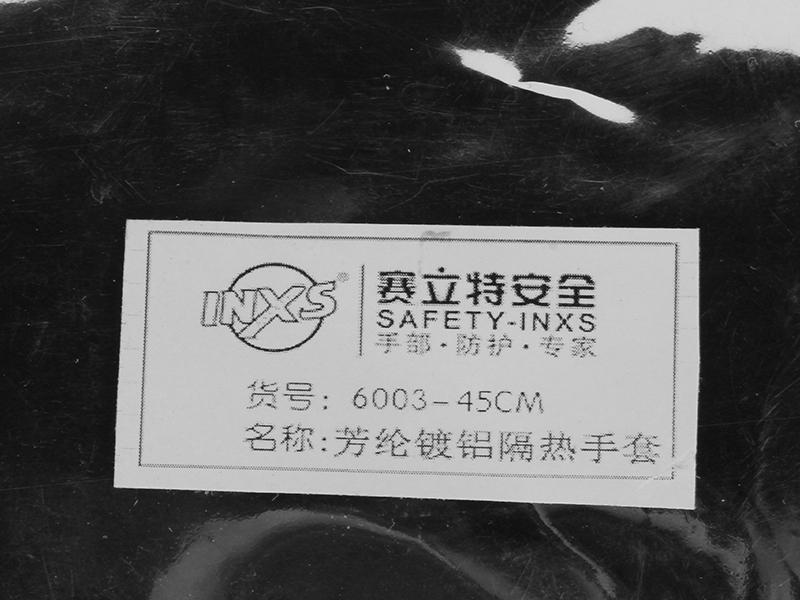 INXS®
赛立特安全
SAFETY-INXS
手部·防护·专家
货号: 6003-45CM
名称:芳纶镀铝隔热手套